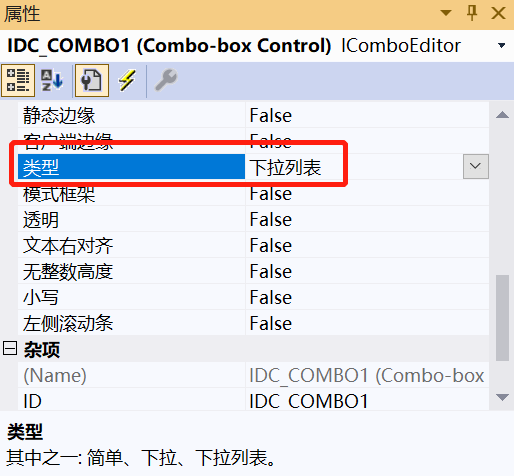 属性
IDC_COMBO1 (Combo-box Control) IComboEditor
静态边缘 False
客户端边缘 False
类型 下拉列表
模式框架 False
透明 False
文本右对齐 False
无整数高度 False
小写 False
左侧滚动条 False
杂项
(Name) IDC_COMBO1 (Combo-box
ID IDC_COMBO1
类型
其中之一: 简单、下拉、下拉列表。